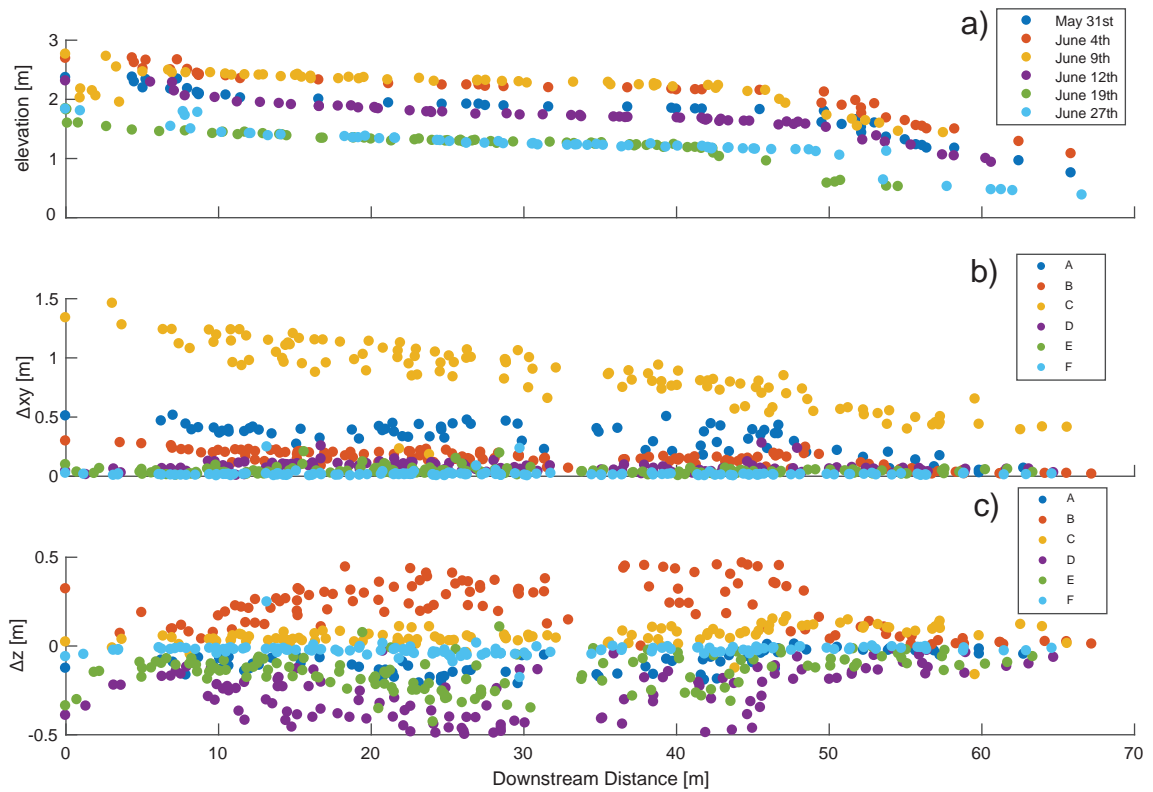 a)
May 31st
June 4th
June 9th
June 12th
June 19th
June 27th
elevation [m]
3
2
1
0
b)
A
B
C
D
E
F
Δxy [m]
1.5
1
0.5
0
c)
A
B
C
D
E
F
Δz [m]
0.5
0
-0.5
0 10 20 30 40 50 60 70
Downstream Distance [m]